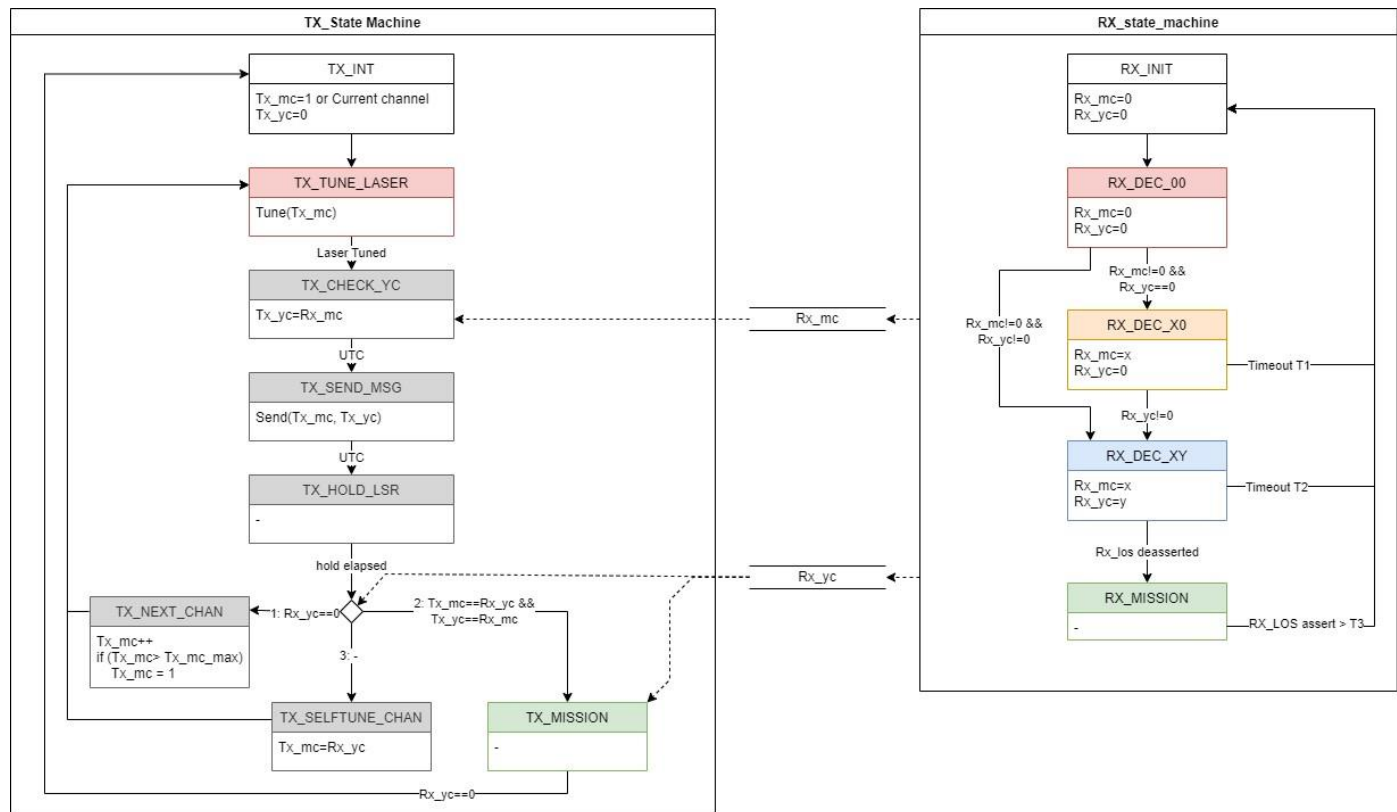 TX_State Machine
TX_INT
Tx_mc=1 or Current channel
Tx_yc=0
TX_TUNE_LASER
Tune(Tx_mc)
Laser Tuned
TX_CHECK_YC
Tx_yc=Rx_mc
UTC
TX_SEND_MSG
Send(Tx_mc, Tx_yc)
UTC
TX_HOLD_LSR
-
hold elapsed
1: Rx_yc==0
2: Tx_mc==Rx_yc &&
Tx_yc==Rx_mc
3: -
TX_NEXT_CHAN
Tx_mc++
if (Tx_mc> Tx_mc_max)
Tx_mc = 1
TX_SELFTUNE_CHAN
Tx_mc=Rx_yc
TX_MISSION
-
Rx_yc==0
Rx_mc
Rx_yc
RX_state_machine
RX_INIT
Rx_mc=0
Rx_yc=0
RX_DEC_00
Rx_mc=0
Rx_yc=0
Rx_mc!=0 &&
Rx_yc==0
Rx_mc!=0 &&
Rx_yc!=0
RX_DEC_X0
Rx_mc=x
Rx_yc=0
Timeout T1
Rx_yc!=0
RX_DEC_XY
Rx_mc=x
Rx_yc=y
Timeout T2
Rx_los deasserted
RX_MISSION
-
RX_LOS assert > T3